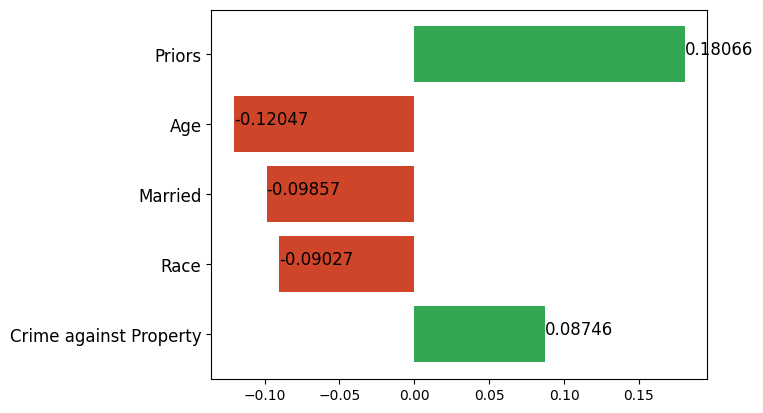 Priors
0.18066
Age
-0.12047
Married
-0.09857
Race
-0.09027
Crime against Property
0.08746
−0.10 −0.05 0.00 0.05 0.10 0.15